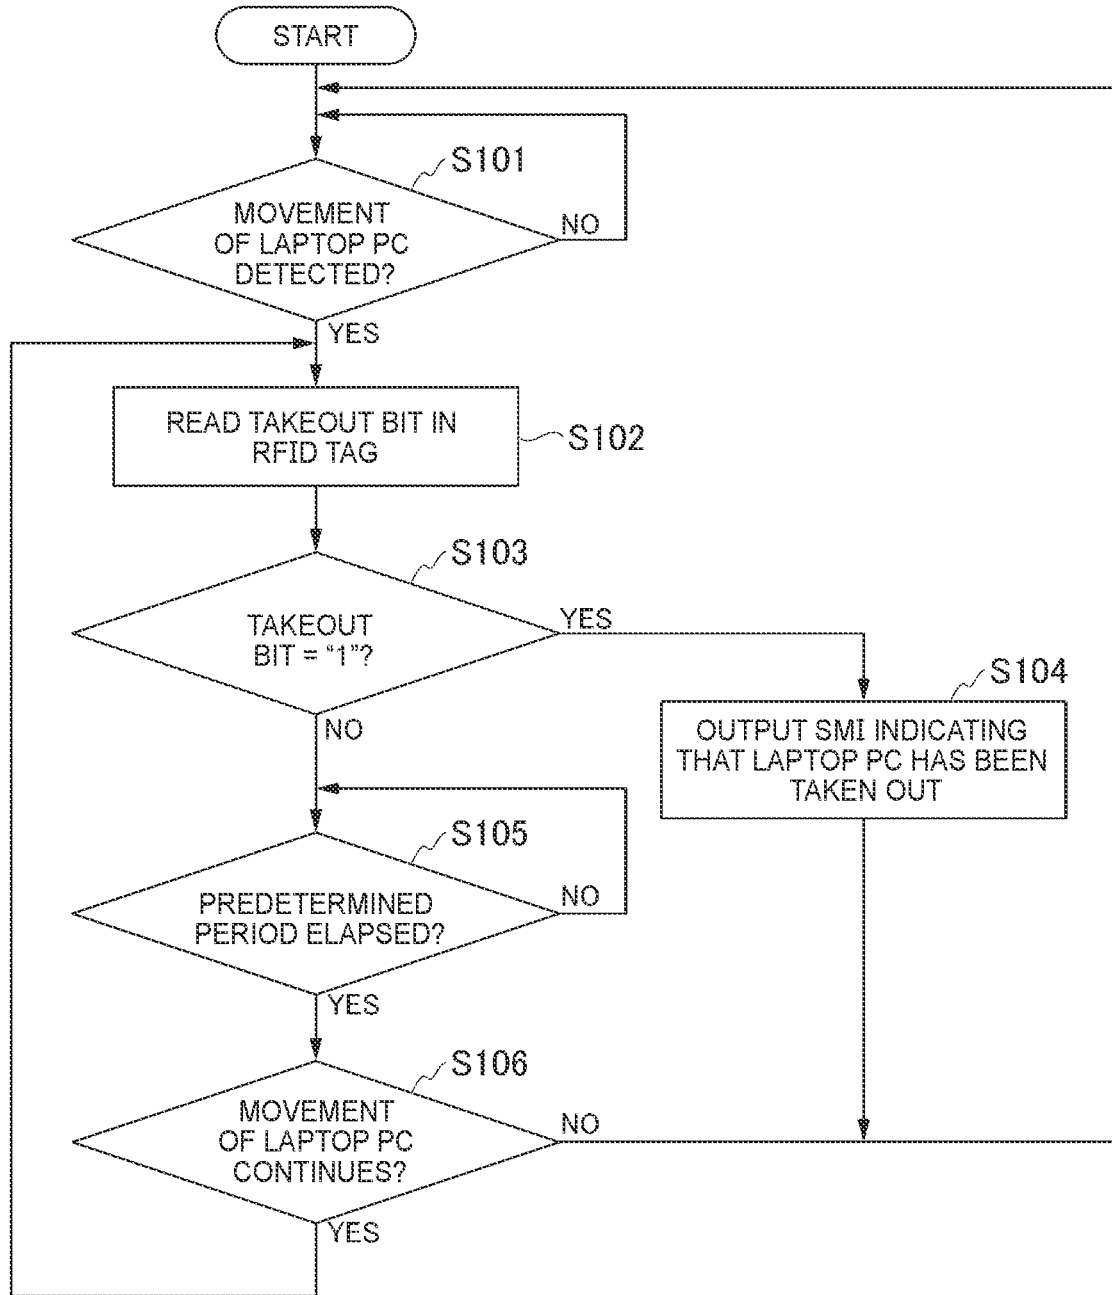 START
S101
MOVEMENT
OF LAPTOP PC
DETECTED?
NO
YES
READ TAKEOUT BIT IN
RFID TAG
S102
S103
TAKEOUT
BIT = “1”?
YES
NO
S104
OUTPUT SMI INDICATING
THAT LAPTOP PC HAS BEEN
TAKEN OUT
S105
PREDETERMINED
PERIOD ELAPSED?
NO
YES
S106
MOVEMENT
OF LAPTOP PC
CONTINUES?
NO
YES